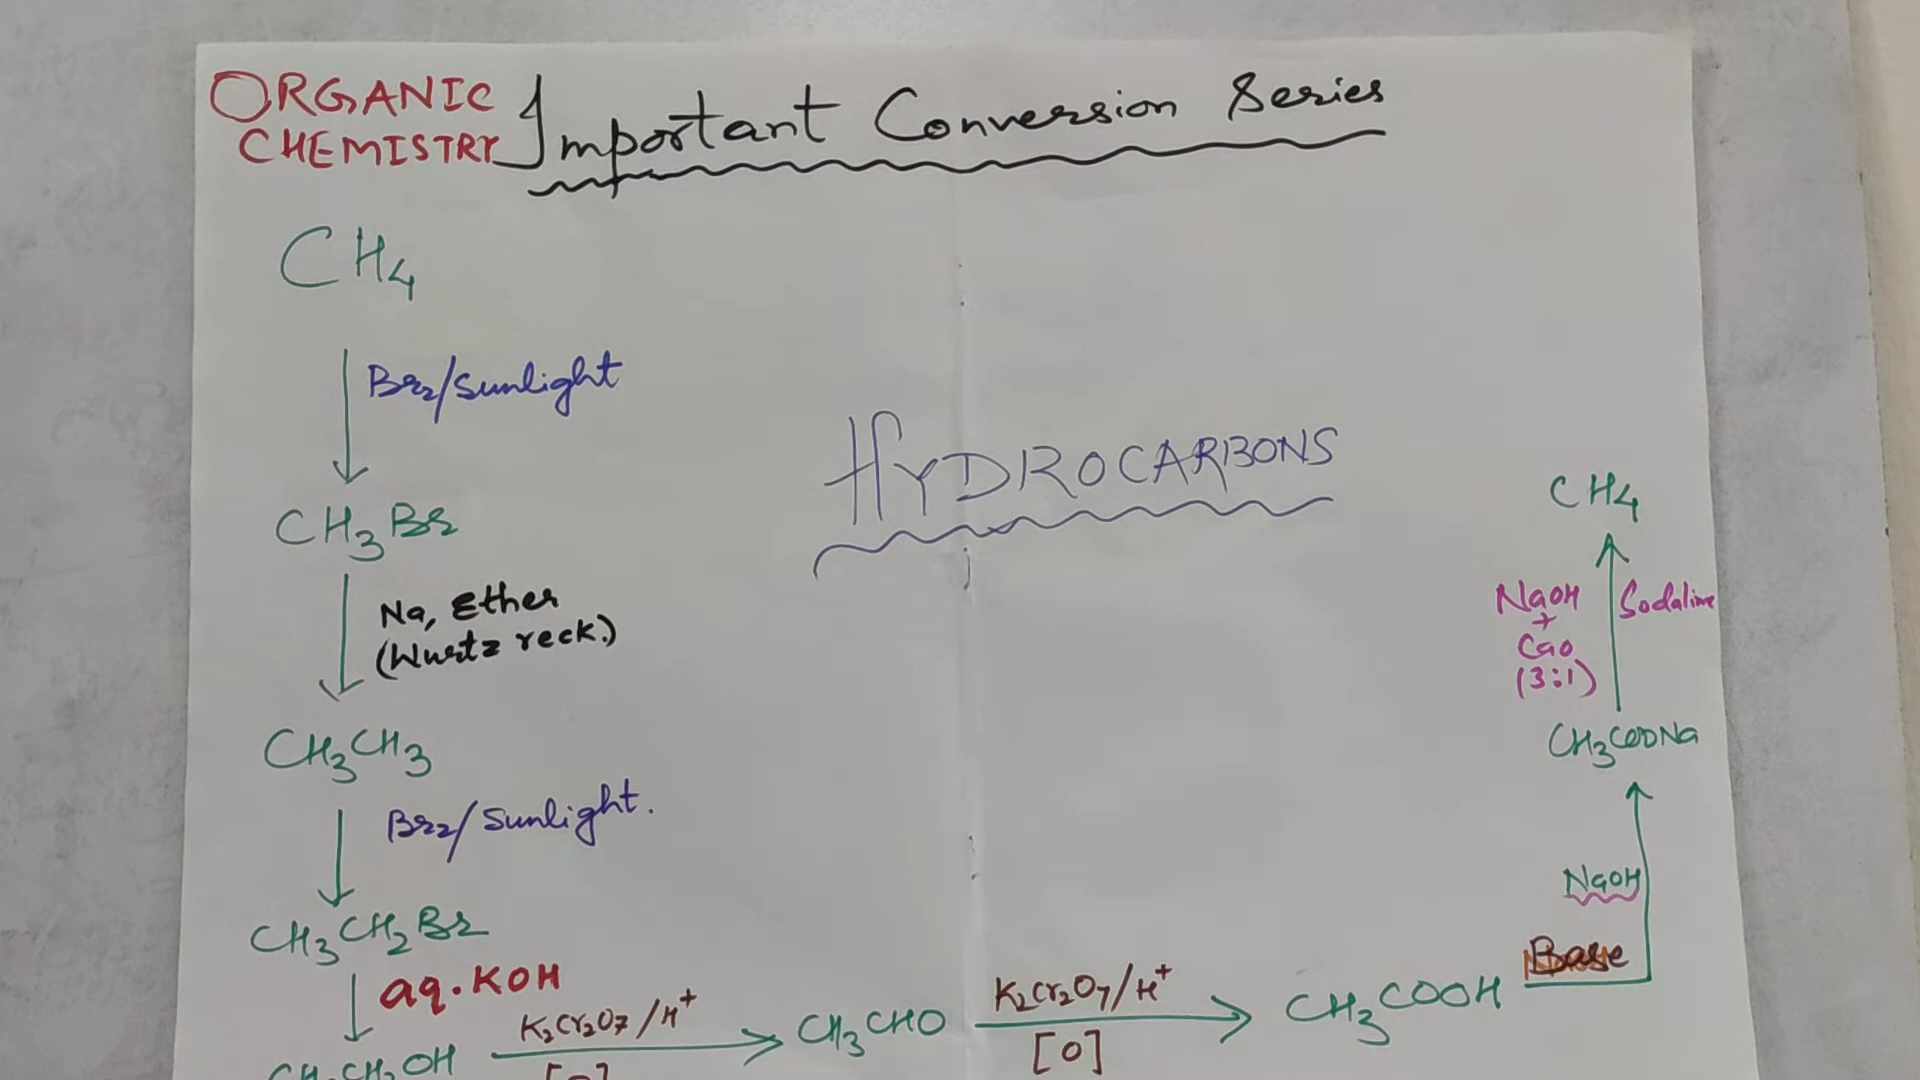 ORGANIC
CHEMISTRY
Important Conversion Series
CH4
Br2/Sunlight
HYDROCARBONS
CH3Br
Na, Ether
(Wurtz reck.)
CH3CH3
Br2/Sunlight.
CH3CH2Br
aq. KOH
CH3CH2OH
K2Cr2O7/H+
[O]
CH3CHO
K2Cr2O7/H+
[O]
CH3COOH
Base
NaOH
CH3COONa
NaOH
+
CaO
(3:1)
Sodalime
CH4